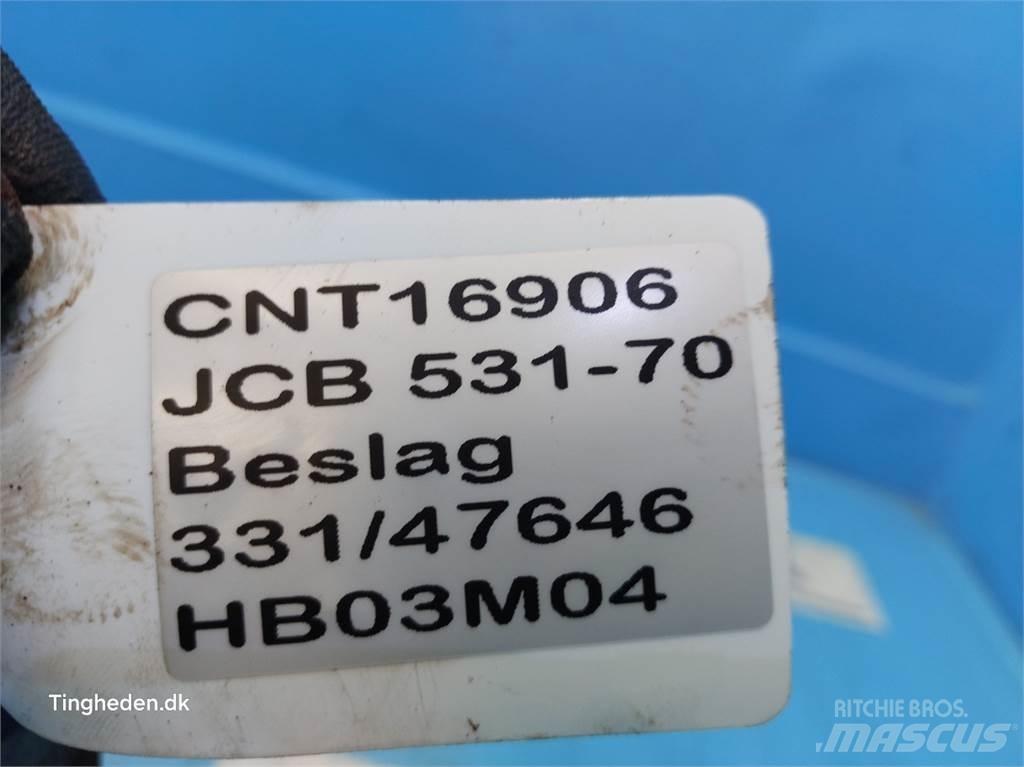 CNT16906
JCB 531-70
Beslag
331/47646
HB03M04
Tingheden.dk
RITCHIE BROS.
MASCUS